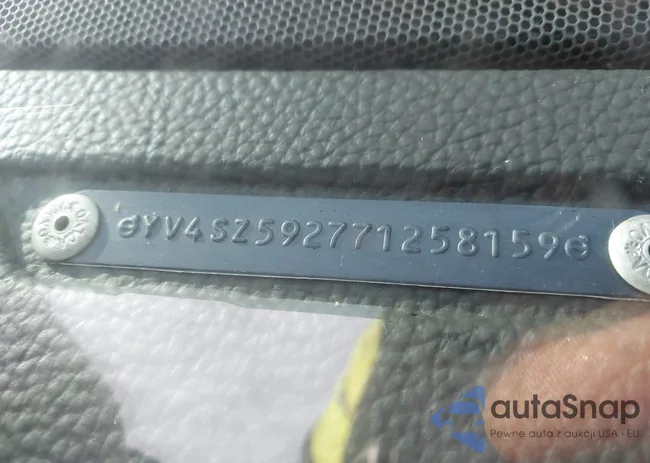 YV4SZ592771258159
autaSnap
Pewne auta z aukcji USA i EU